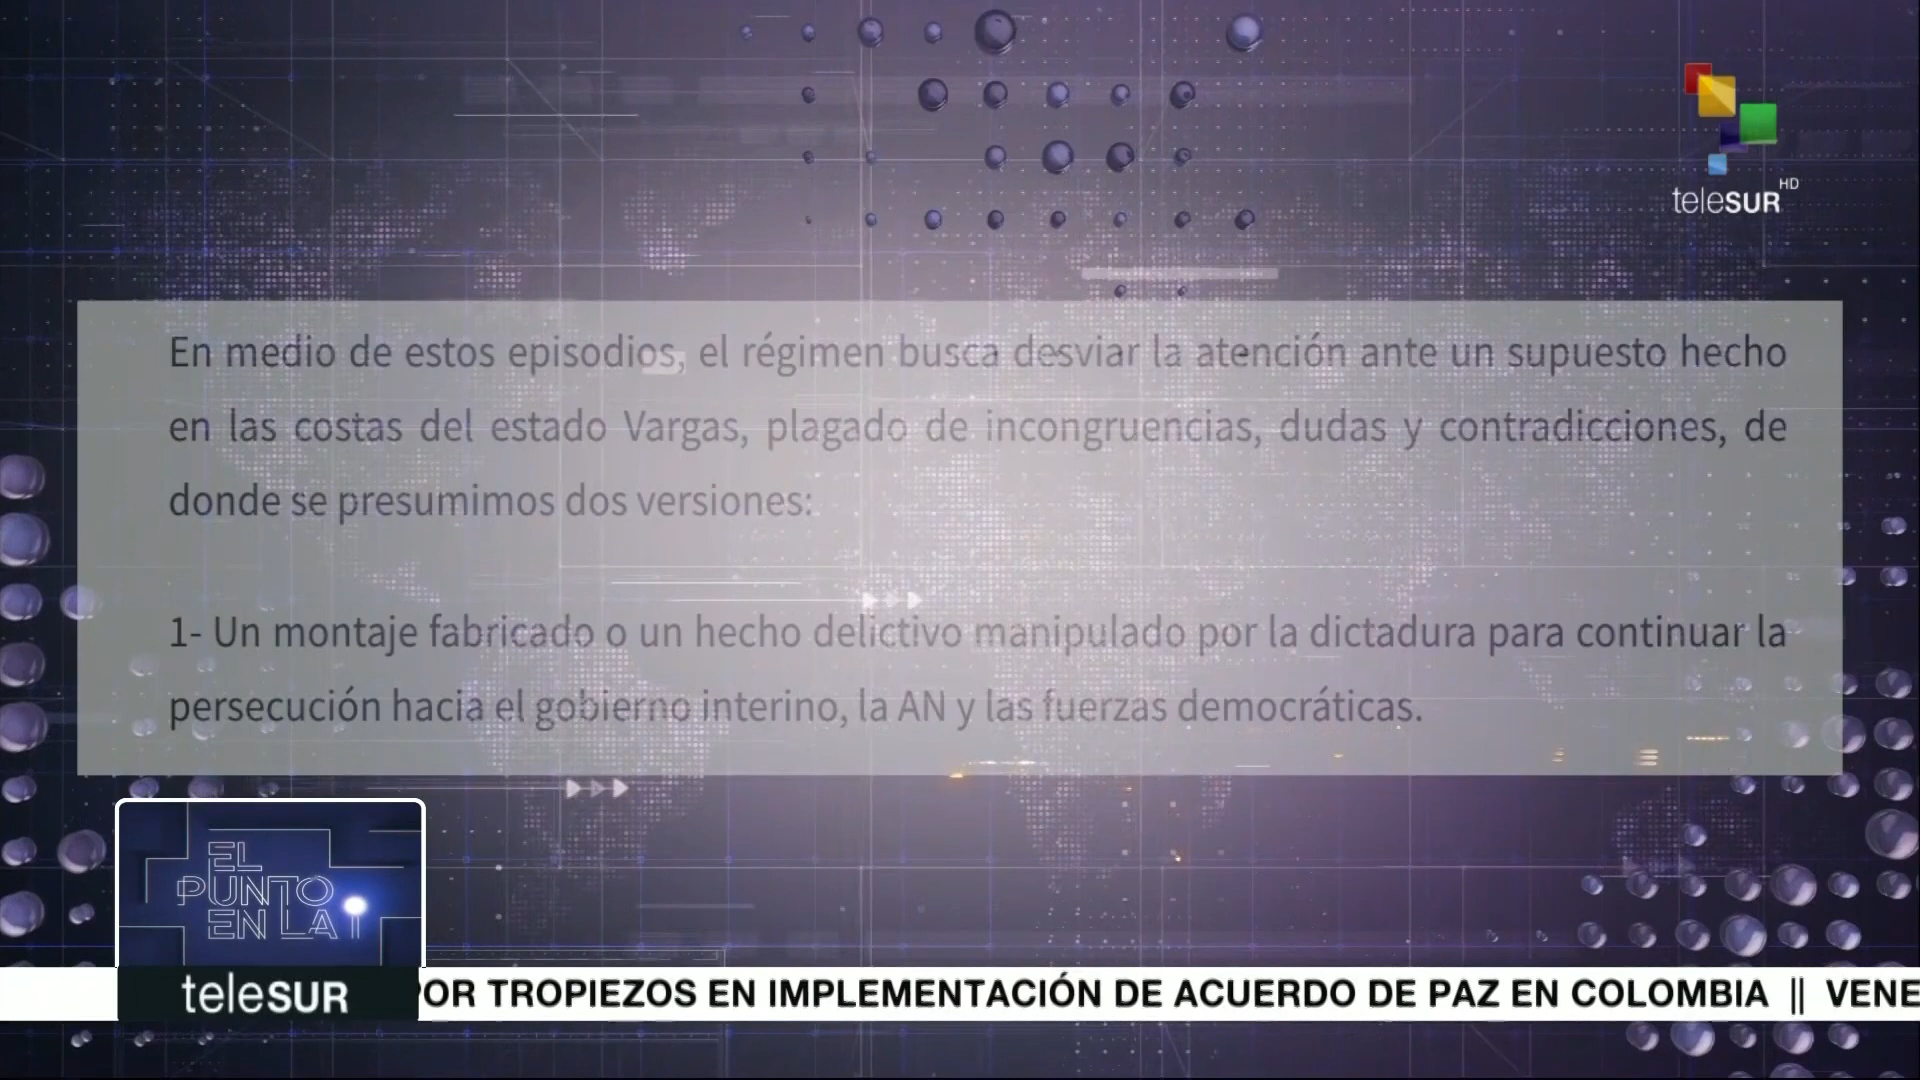 teleSUR HD
En medio de estos episodios, el régimen busca desviar la atención ante un supuesto hecho
en las costas del estado Vargas, plagado de incongruencias, dudas y contradicciones, de
donde se presumimos dos versiones:
1- Un montaje fabricado o un hecho delictivo manipulado por la dictadura para continuar la
persecución hacia el gobierno interino, la AN y las fuerzas democráticas.
EL
PUNTO
EN LA i
teleSUR
POR TROPIEZOS EN IMPLEMENTACIÓN DE ACUERDO DE PAZ EN COLOMBIA || VENE